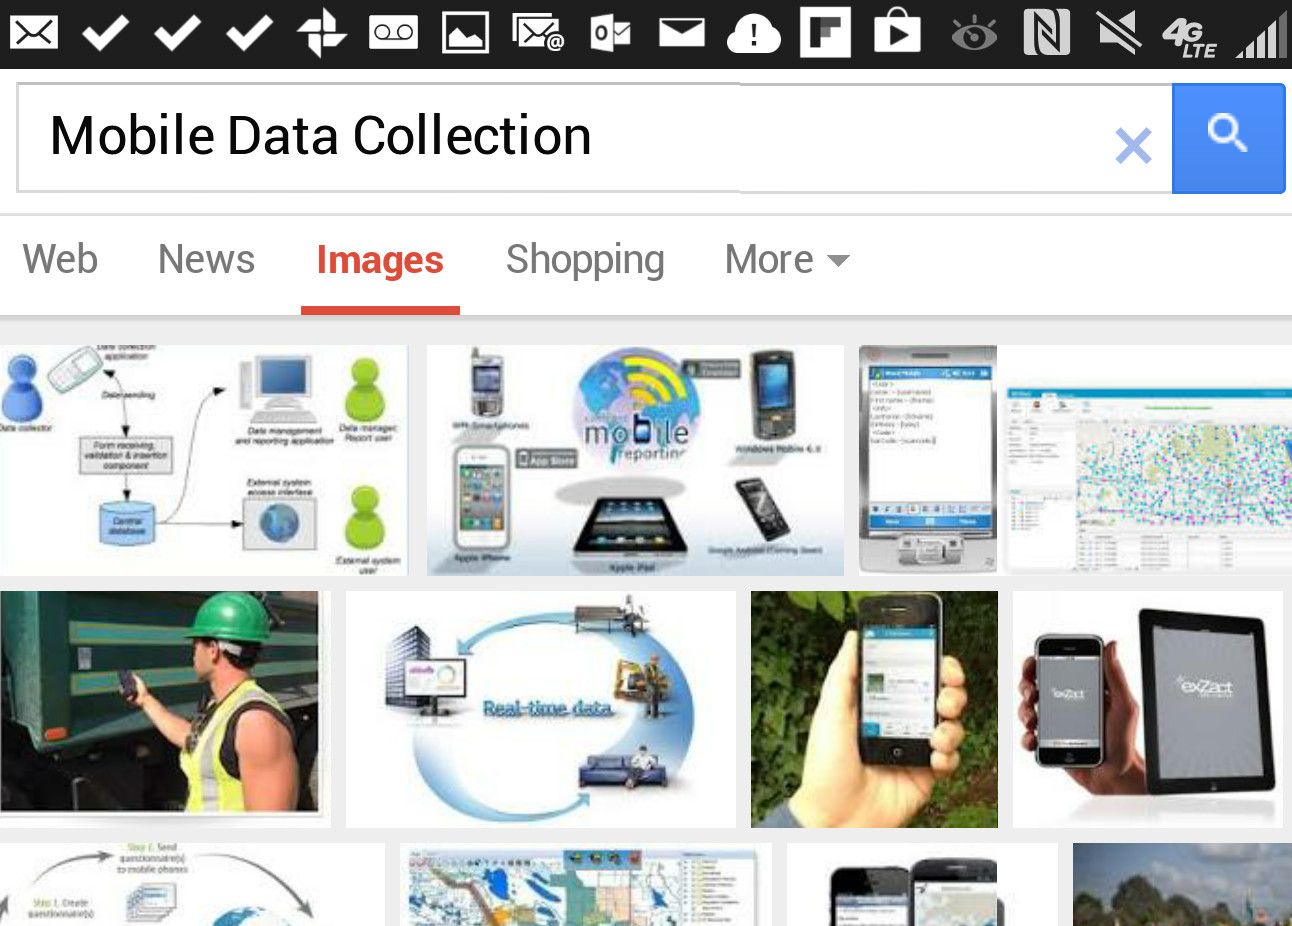 4G
LTE
Mobile Data Collection
Web News Images Shopping More
Data collection
application
Data sending
Data collector
Data management
and reporting application
Data manager,
Report user
Form receiving,
validation & insertion
component
External system
access interface
Central
database
External system
user
mobile
reporting
Windows Mobile 6.0
App Store
Apple iPhone
Apple iPad
Google Android (Coming Soon)
Real-time data
exZact
exZact
Step 2. Send
questionnaire(s)
to mobile phones
Step 1. Create
questionnaire(s)